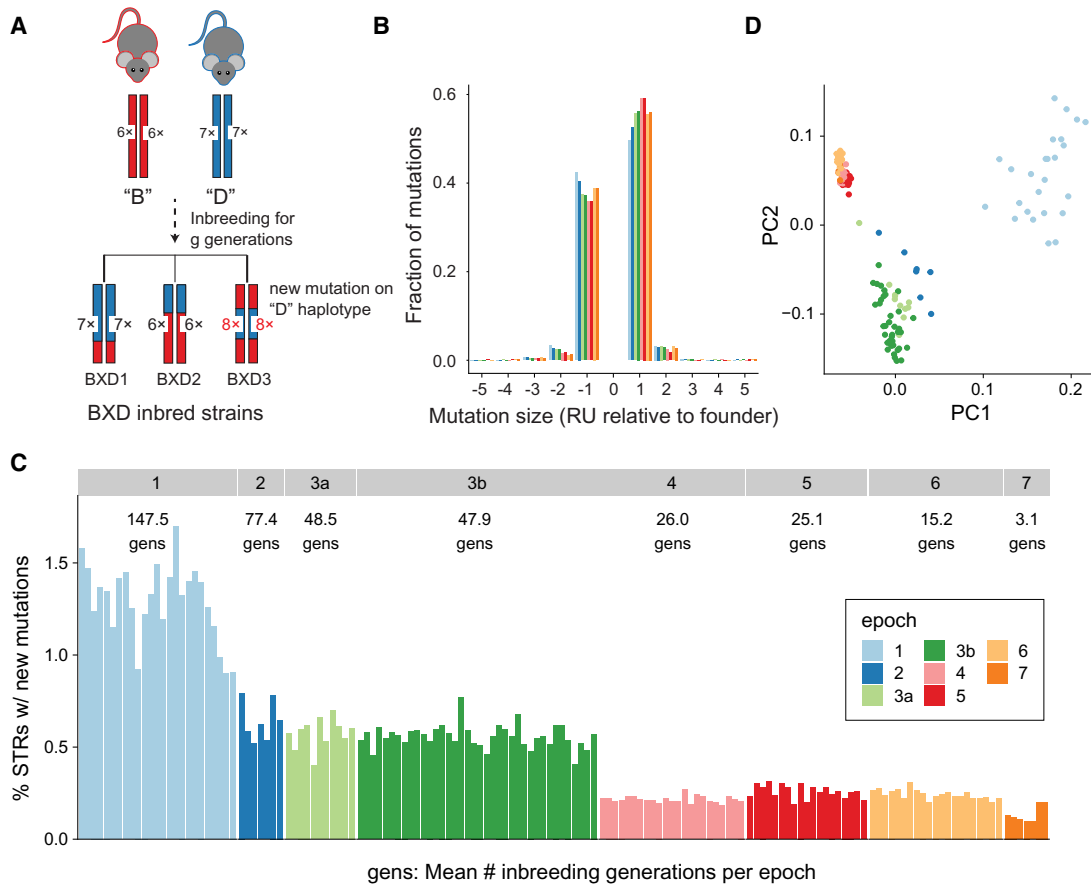 A
6× 6×
7× 7×
"B" "D"
Inbreeding for
g generations
new mutation on
"D" haplotype
7× 7× 6× 6× 8× 8×
BXD1 BXD2 BXD3
BXD inbred strains
B
Fraction of mutations
0.6
0.4
0.2
0.0
-5 -4 -3 -2 -1 0 1 2 3 4 5
Mutation size (RU relative to founder)
D
PC2
0.1
0.0
−0.1
0.0 0.1 0.2
PC1
C
1 2 3a 3b 4 5 6 7
147.5 77.4 48.5 47.9 26.0 25.1 15.2 3.1
gens gens gens gens gens gens gens gens
% STRs w/ new mutations
1.5
1.0
0.5
0.0
epoch
1 3b 6
2 4 7
3a 5
gens: Mean # inbreeding generations per epoch